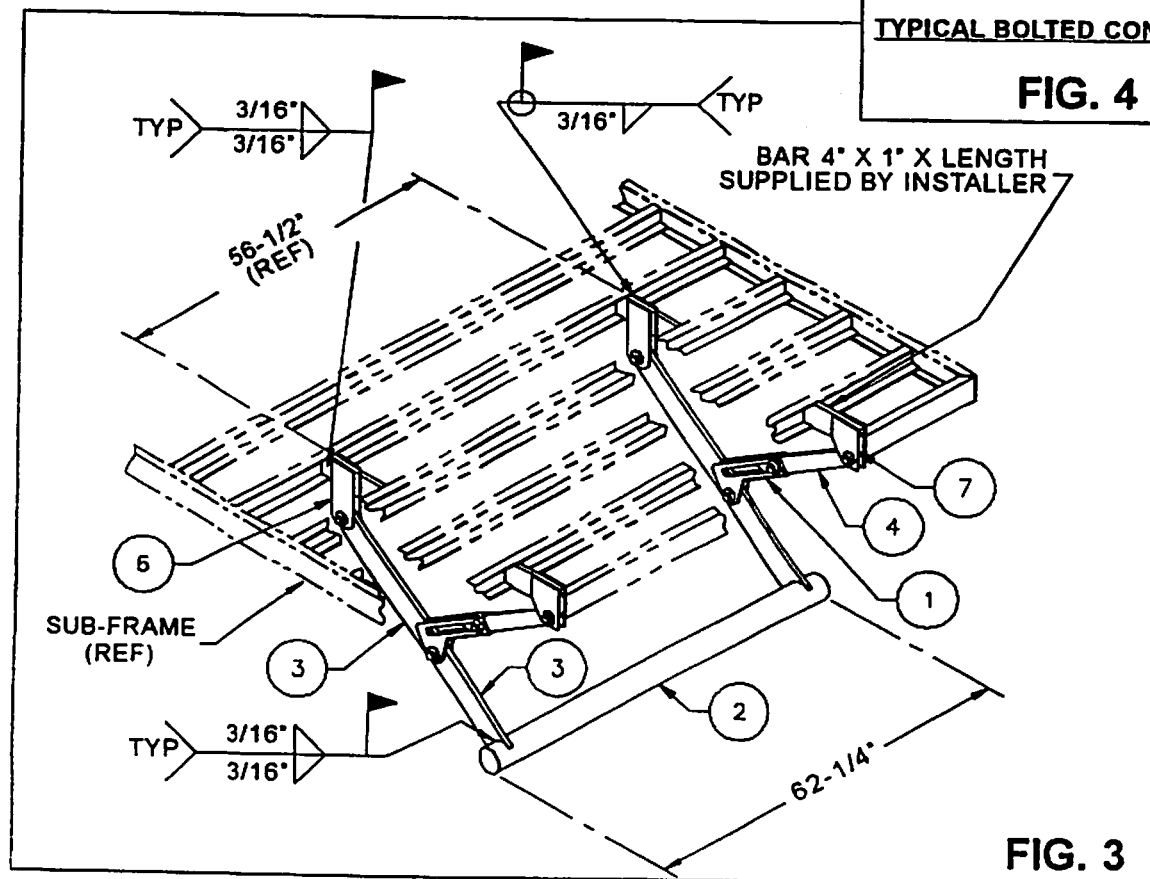 TYPICAL BOLTED CON
FIG. 4
TYP
3/16"
3/16"
3/16"
TYP
BAR 4" X 1" X LENGTH
SUPPLIED BY INSTALLER
56-1/2"
(REF)
7
4
1
5
SUB-FRAME
(REF)
3
3
2
TYP
3/16"
3/16"
62-1/4"
FIG. 3